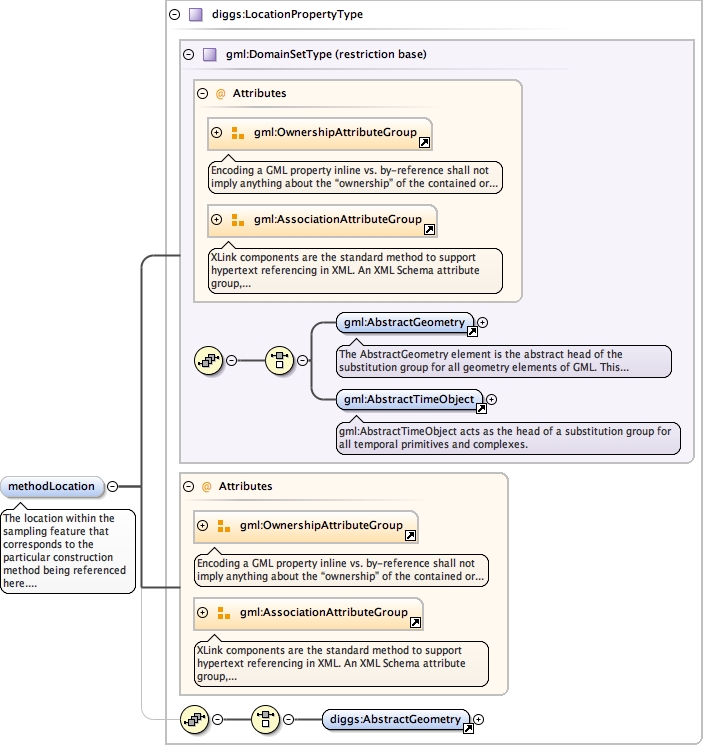 diggs:LocationPropertyType
gml:DomainSetType (restriction base)
@ Attributes
gml:OwnershipAttributeGroup
Encoding a GML property inline vs. by-reference shall not
imply anything about the “ownership” of the contained or...
gml:AssociationAttributeGroup
XLink components are the standard method to support
hypertext referencing in XML. An XML Schema attribute
group,...
gml:AbstractGeometry
The AbstractGeometry element is the abstract head of the
substitution group for all geometry elements of GML. This...
gml:AbstractTimeObject
gml:AbstractTimeObject acts as the head of a substitution group for
all temporal primitives and complexes.
methodLocation
The location within the
sampling feature that
corresponds to the
particular construction
method being referenced
here....
@ Attributes
gml:OwnershipAttributeGroup
Encoding a GML property inline vs. by-reference shall not
imply anything about the “ownership” of the contained or...
gml:AssociationAttributeGroup
XLink components are the standard method to support
hypertext referencing in XML. An XML Schema attribute
group,...
diggs:AbstractGeometry